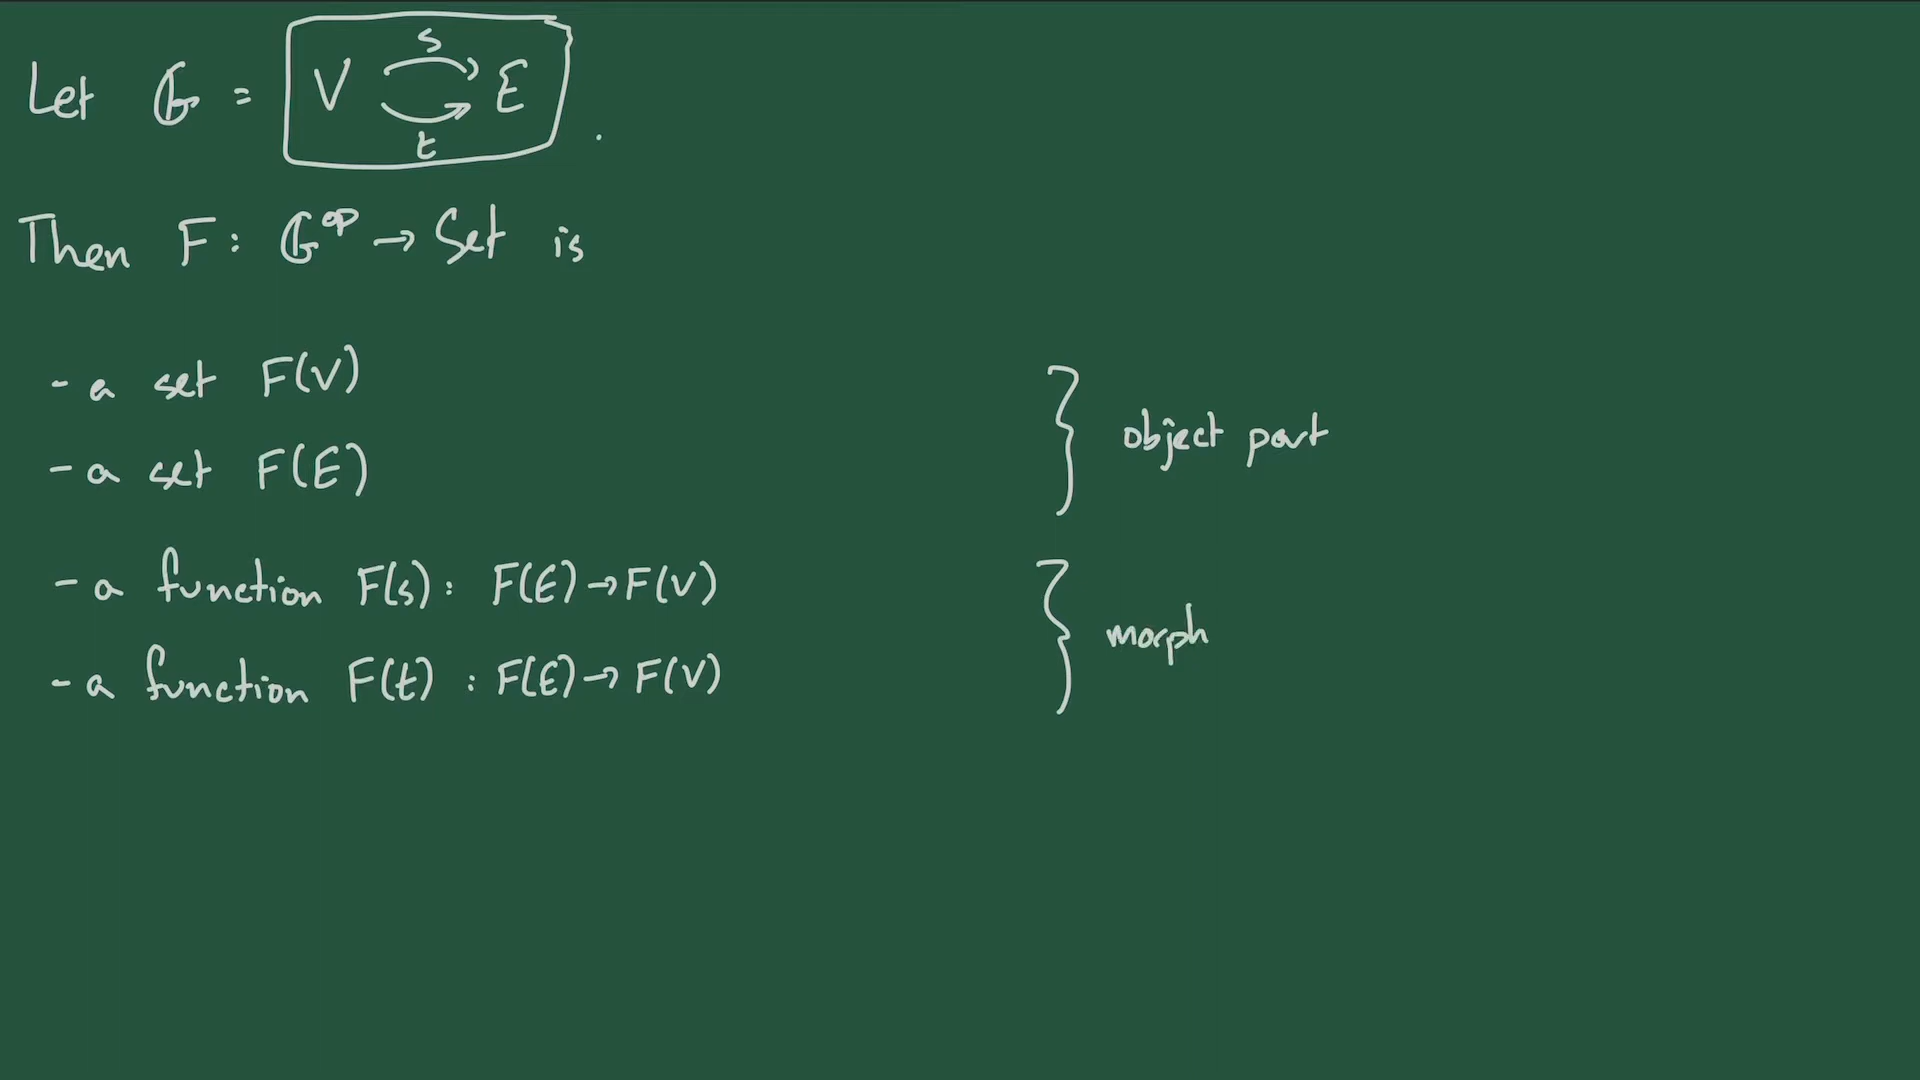 Let 𝔾 = V s t E .
Then F: 𝔾^op → Set is
- a set F(V)
- a set F(E)
object part
- a function F(s): F(E) → F(V)
- a function F(t) : F(E) → F(V)
morph